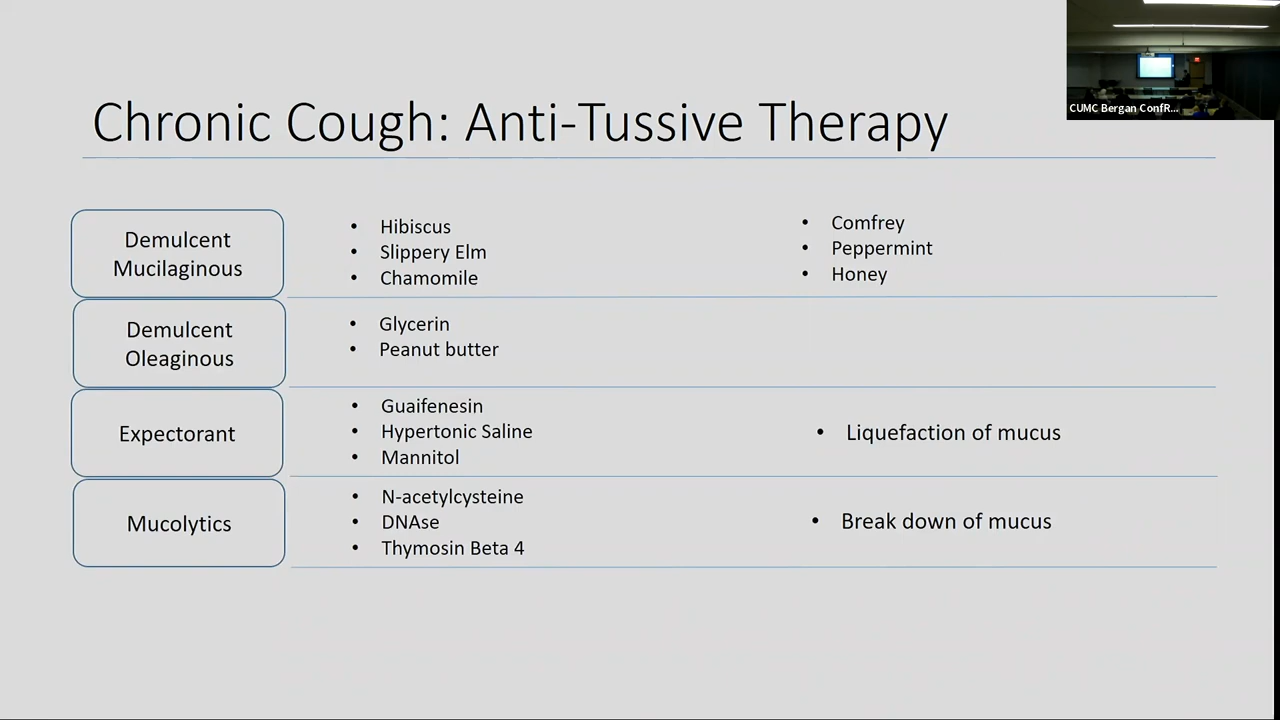 CUMC Bergan ConfR...
Chronic Cough: Anti-Tussive Therapy
Demulcent
Mucilaginous
• Hibiscus
• Slippery Elm
• Chamomile
• Comfrey
• Peppermint
• Honey
Demulcent
Oleaginous
• Glycerin
• Peanut butter
Expectorant
• Guaifenesin
• Hypertonic Saline
• Mannitol
• Liquefaction of mucus
Mucolytics
• N-acetylcysteine
• DNAse
• Thymosin Beta 4
• Break down of mucus